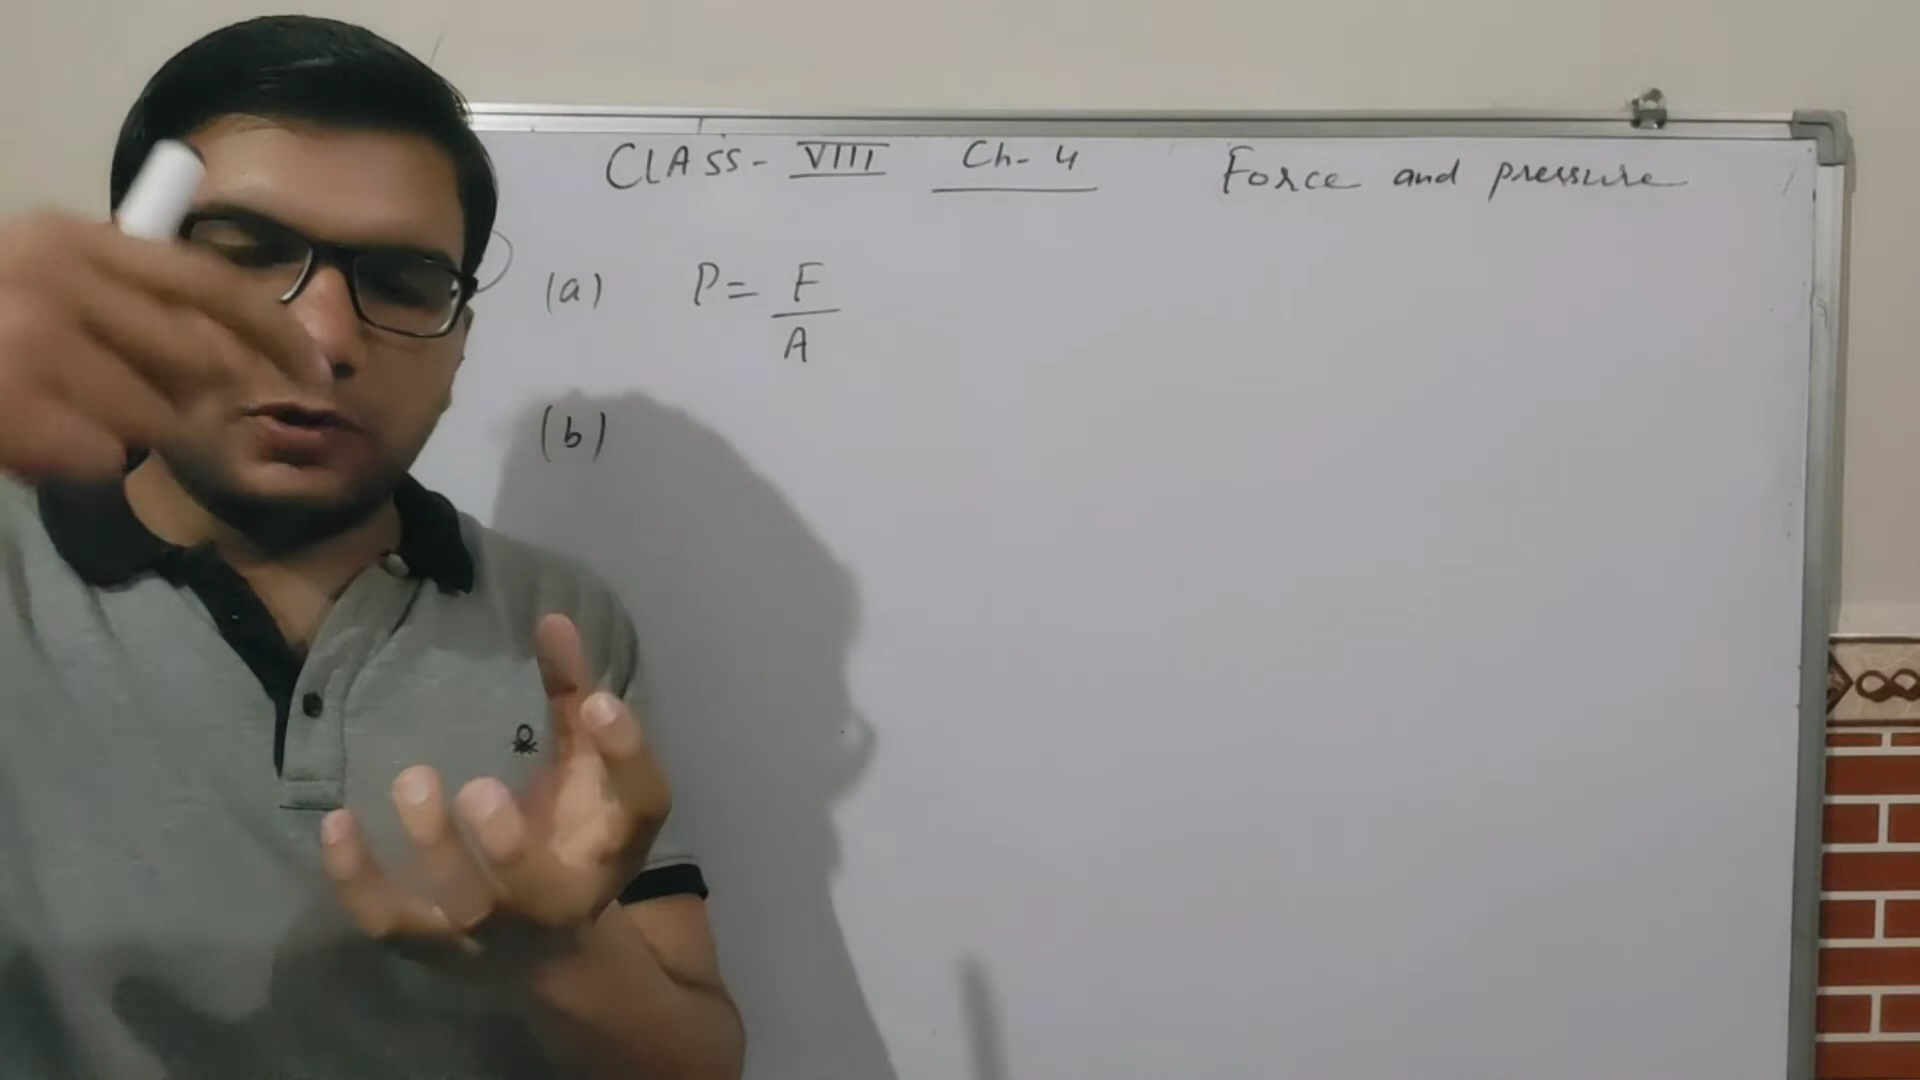 CLASS- VIII Ch- 4 Force and pressure
(a) P = F
A
(b)